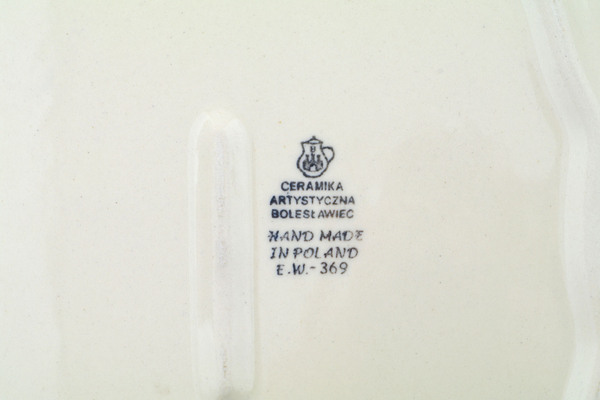 CERAMIKA
ARTYSTYCZNA
BOLESŁAWIEC
HAND MADE
IN POLAND
E.W.-369